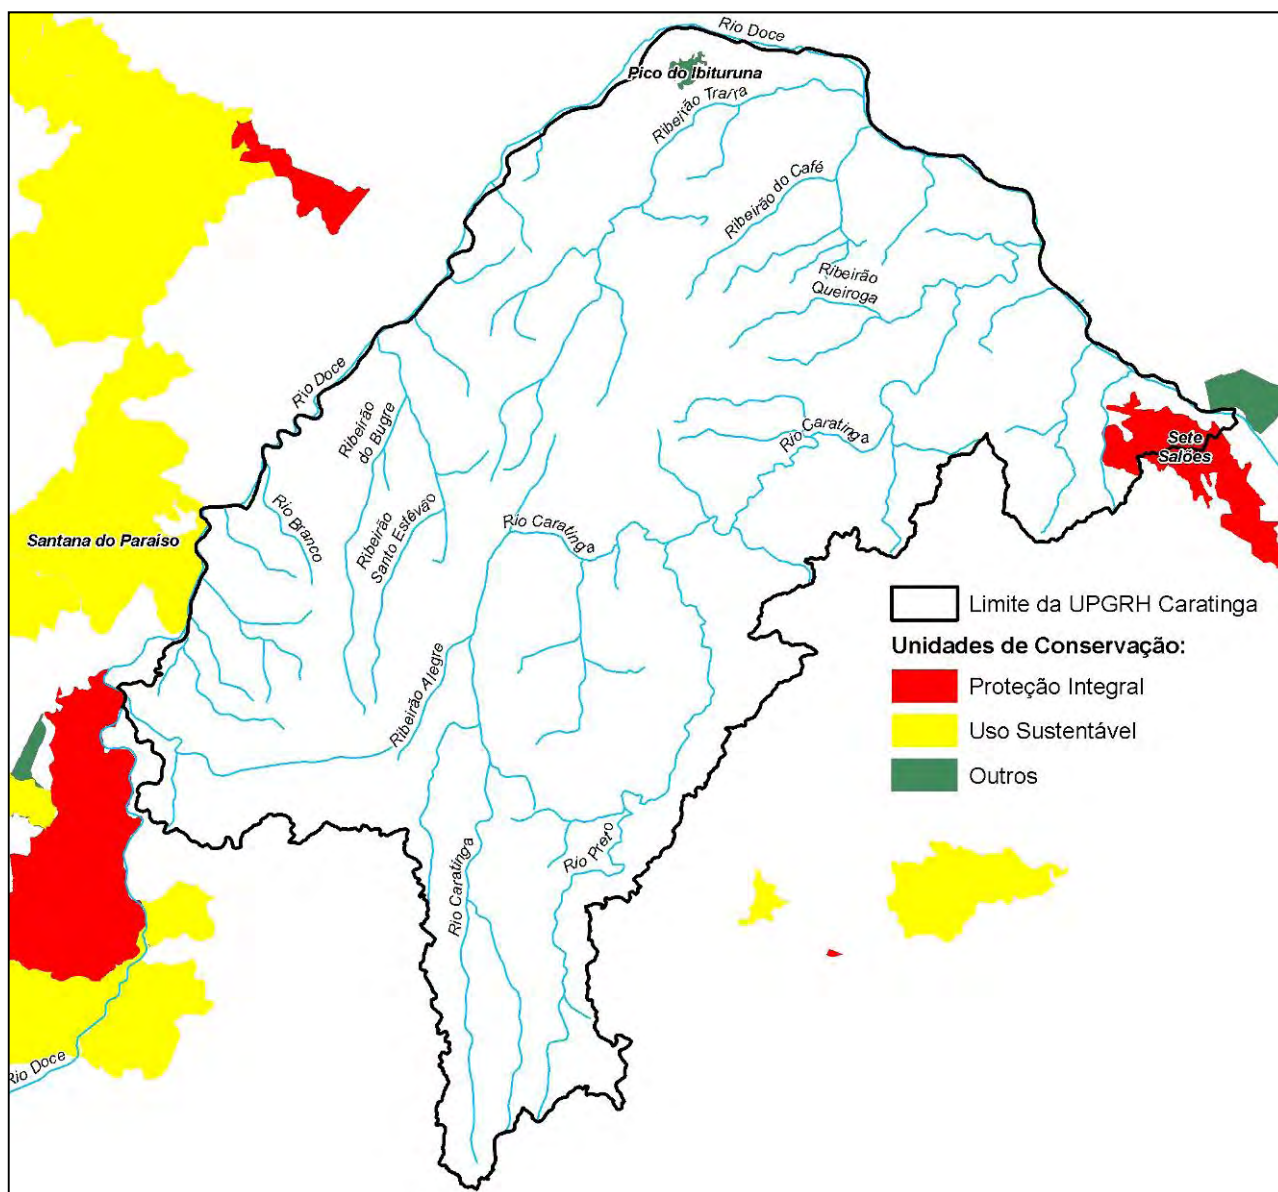 Rio Doce
Pico do Ibituruna
Ribeirão Traíra
Ribeirão do Café
Ribeirão
Queiroga
Rio Doce
Ribeirão
do Bugre
Rio Caratinga
Sete
Salões
Rio Branco
Ribeirão
Santo Estêvão
Rio Caratinga
Santana do Paraíso
Limite da UPGRH Caratinga
Unidades de Conservação:
Proteção Integral
Uso Sustentável
Outros
Ribeirão Alegre
Rio Preto
Rio Caratinga
Rio Doce